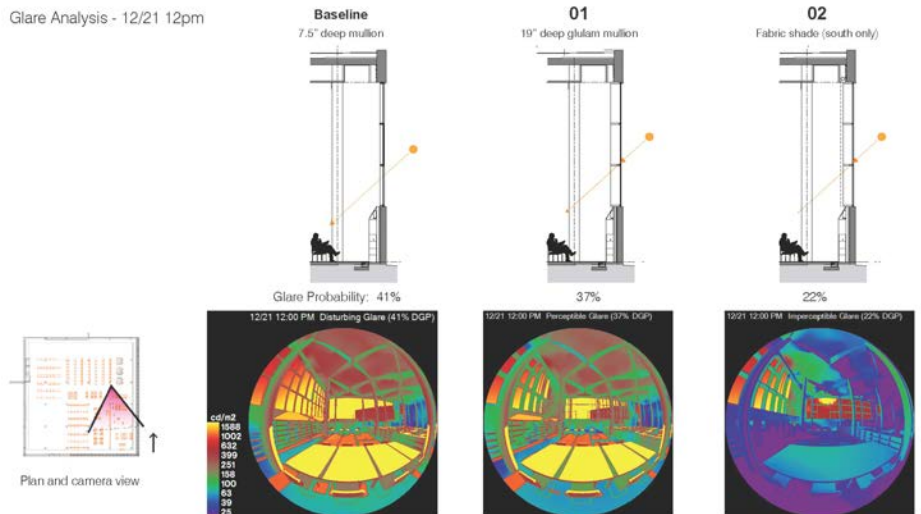 Glare Analysis - 12/21 12pm
Baseline
7.5" deep mullion
01
19" deep glulam mullion
02
Fabric shade (south only)
Glare Probability: 41%
37%
22%
12/21 12:00 PM Disturbing Glare (41% DGP)
12/21 12:00 PM Perceptible Glare (37% DGP)
12/21 12:00 PM Imperceptible Glare (22% DGP)
cd/m2
1588
1002
632
399
251
158
100
63
39
25
Plan and camera view